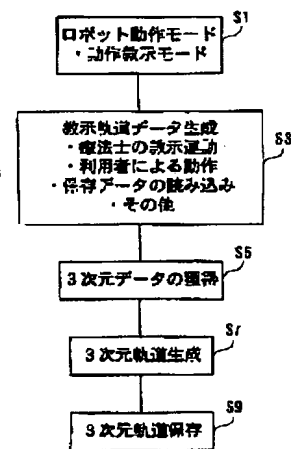 S1
ロボット動作モード
・動作教示モード
S3
教示軌道データ生成
・療法士の教示運動
・利用者による動作
・保存データの読み込み
・その他
S5
3次元データの獲得
S7
3次元軌道生成
S9
3次元軌道保存